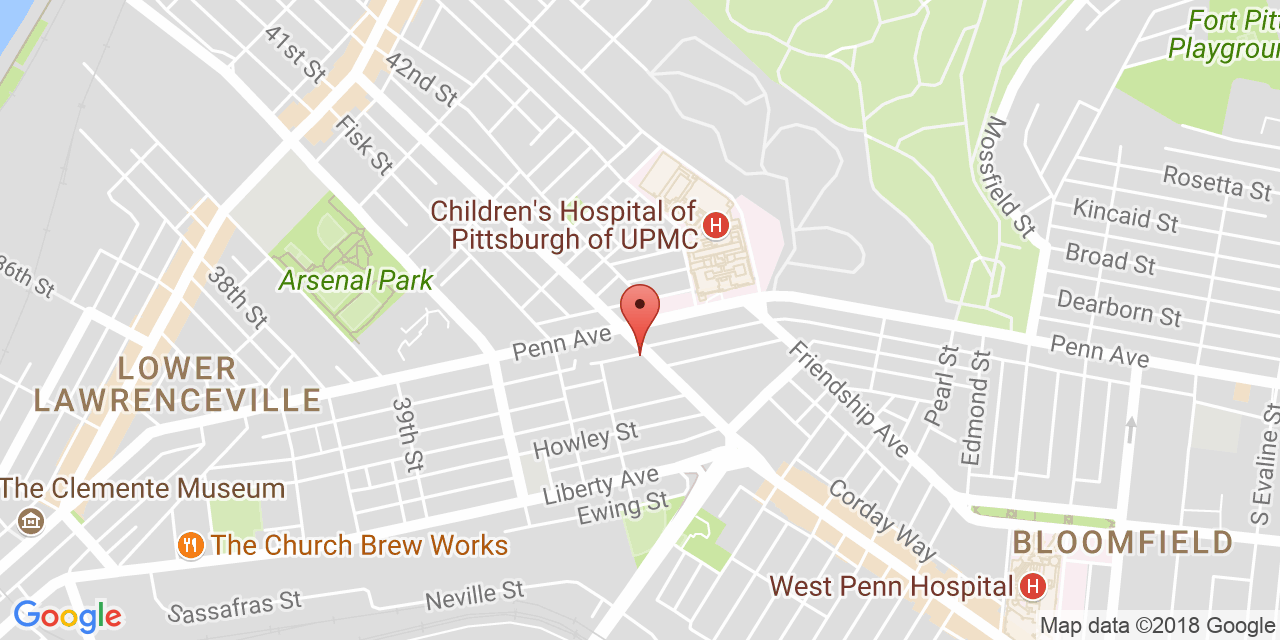 Fort Pitt
Playgroun
41st St
42nd St
Fisk St
Mossfield St
Rosetta St
Kincaid St
Broad St
Dearborn St
Children's Hospital of
Pittsburgh of UPMC
H
Arsenal Park
36th St
38th St
Penn Ave
Penn Ave
LOWER
LAWRENCEVILLE
Friendship Ave
Pearl St
Edmond St
39th St
Howley St
Liberty Ave
Ewing St
S Evaline St
The Clemente Museum
The Church Brew Works
Corday Way
BLOOMFIELD
West Penn Hospital
H
Neville St
Sassafras St
Google
Map data ©2018 Google